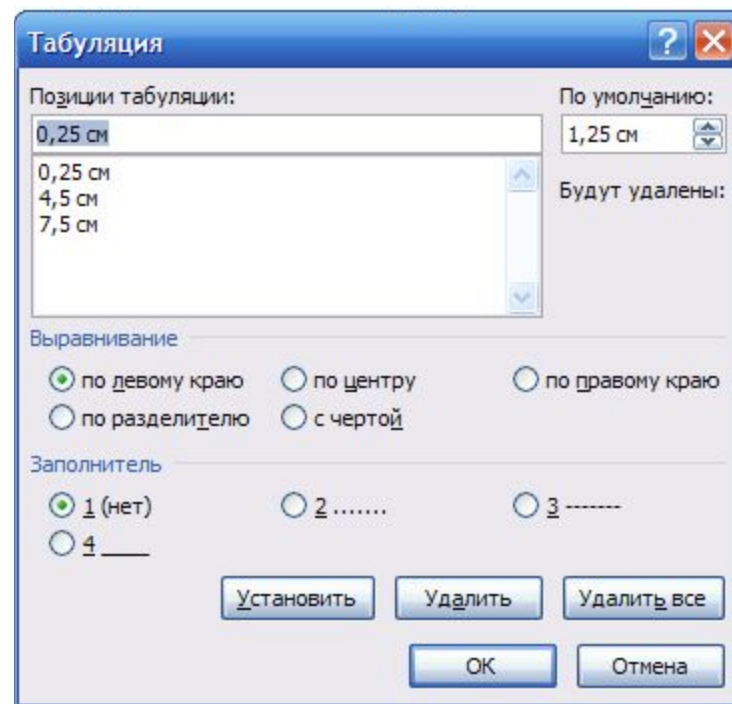 Табуляция
Позиции табуляции:
По умолчанию:
0,25 см
1,25 см
0,25 см
4,5 см
7,5 см
Будут удалены:
Выравнивание
по левому краю
по центру
по правому краю
по разделителю
с чертой
Заполнитель
1 (нет)
2 .......
3 -------
4 ____
Установить
Удалить
Удалить все
ОК
Отмена